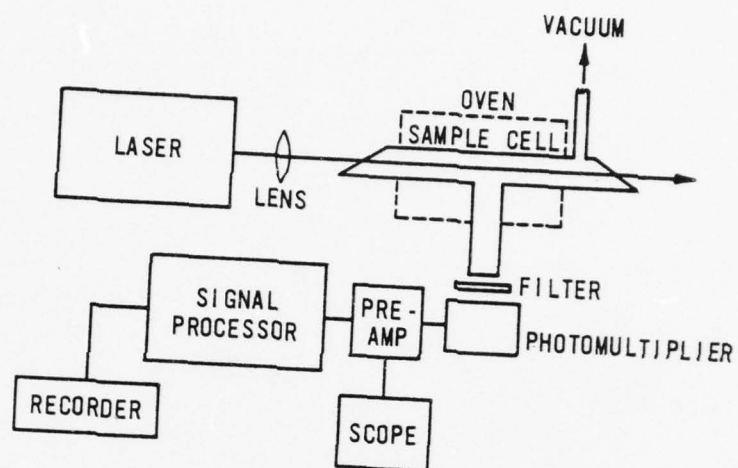 VACUUM
OVEN
SAMPLE CELL
LASER
LENS
FILTER
SIGNAL
PROCESSOR
PRE-
AMP
PHOTOMULTIPLIER
RECORDER
SCOPE